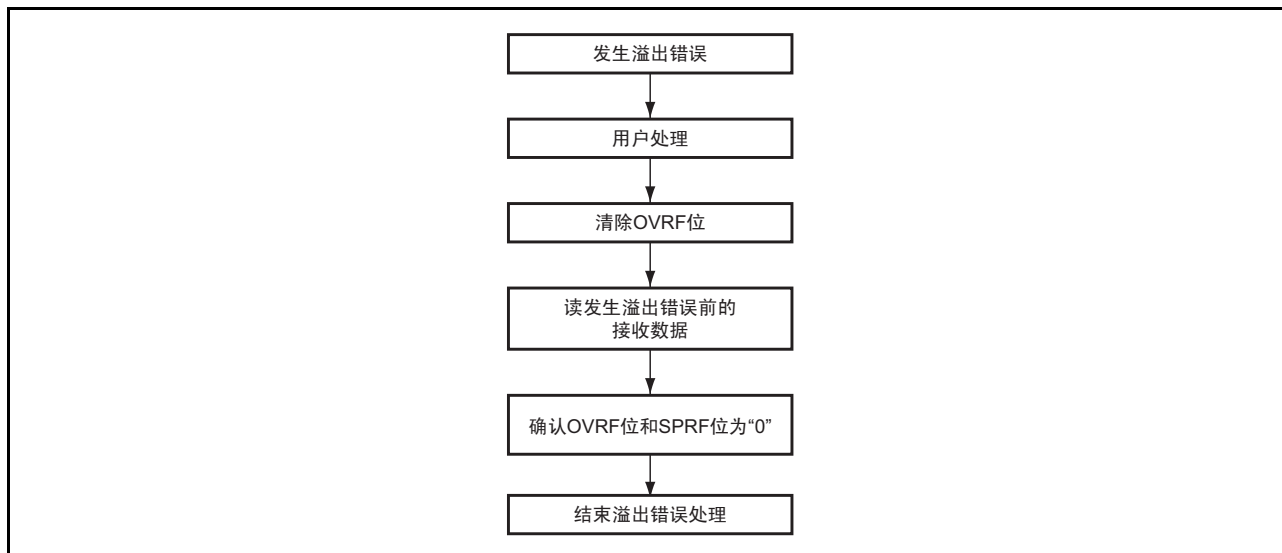 发生溢出错误
用户处理
清除OVRF位
读发生溢出错误前的
接收数据
确认OVRF位和SPRF位为“0”
结束溢出错误处理